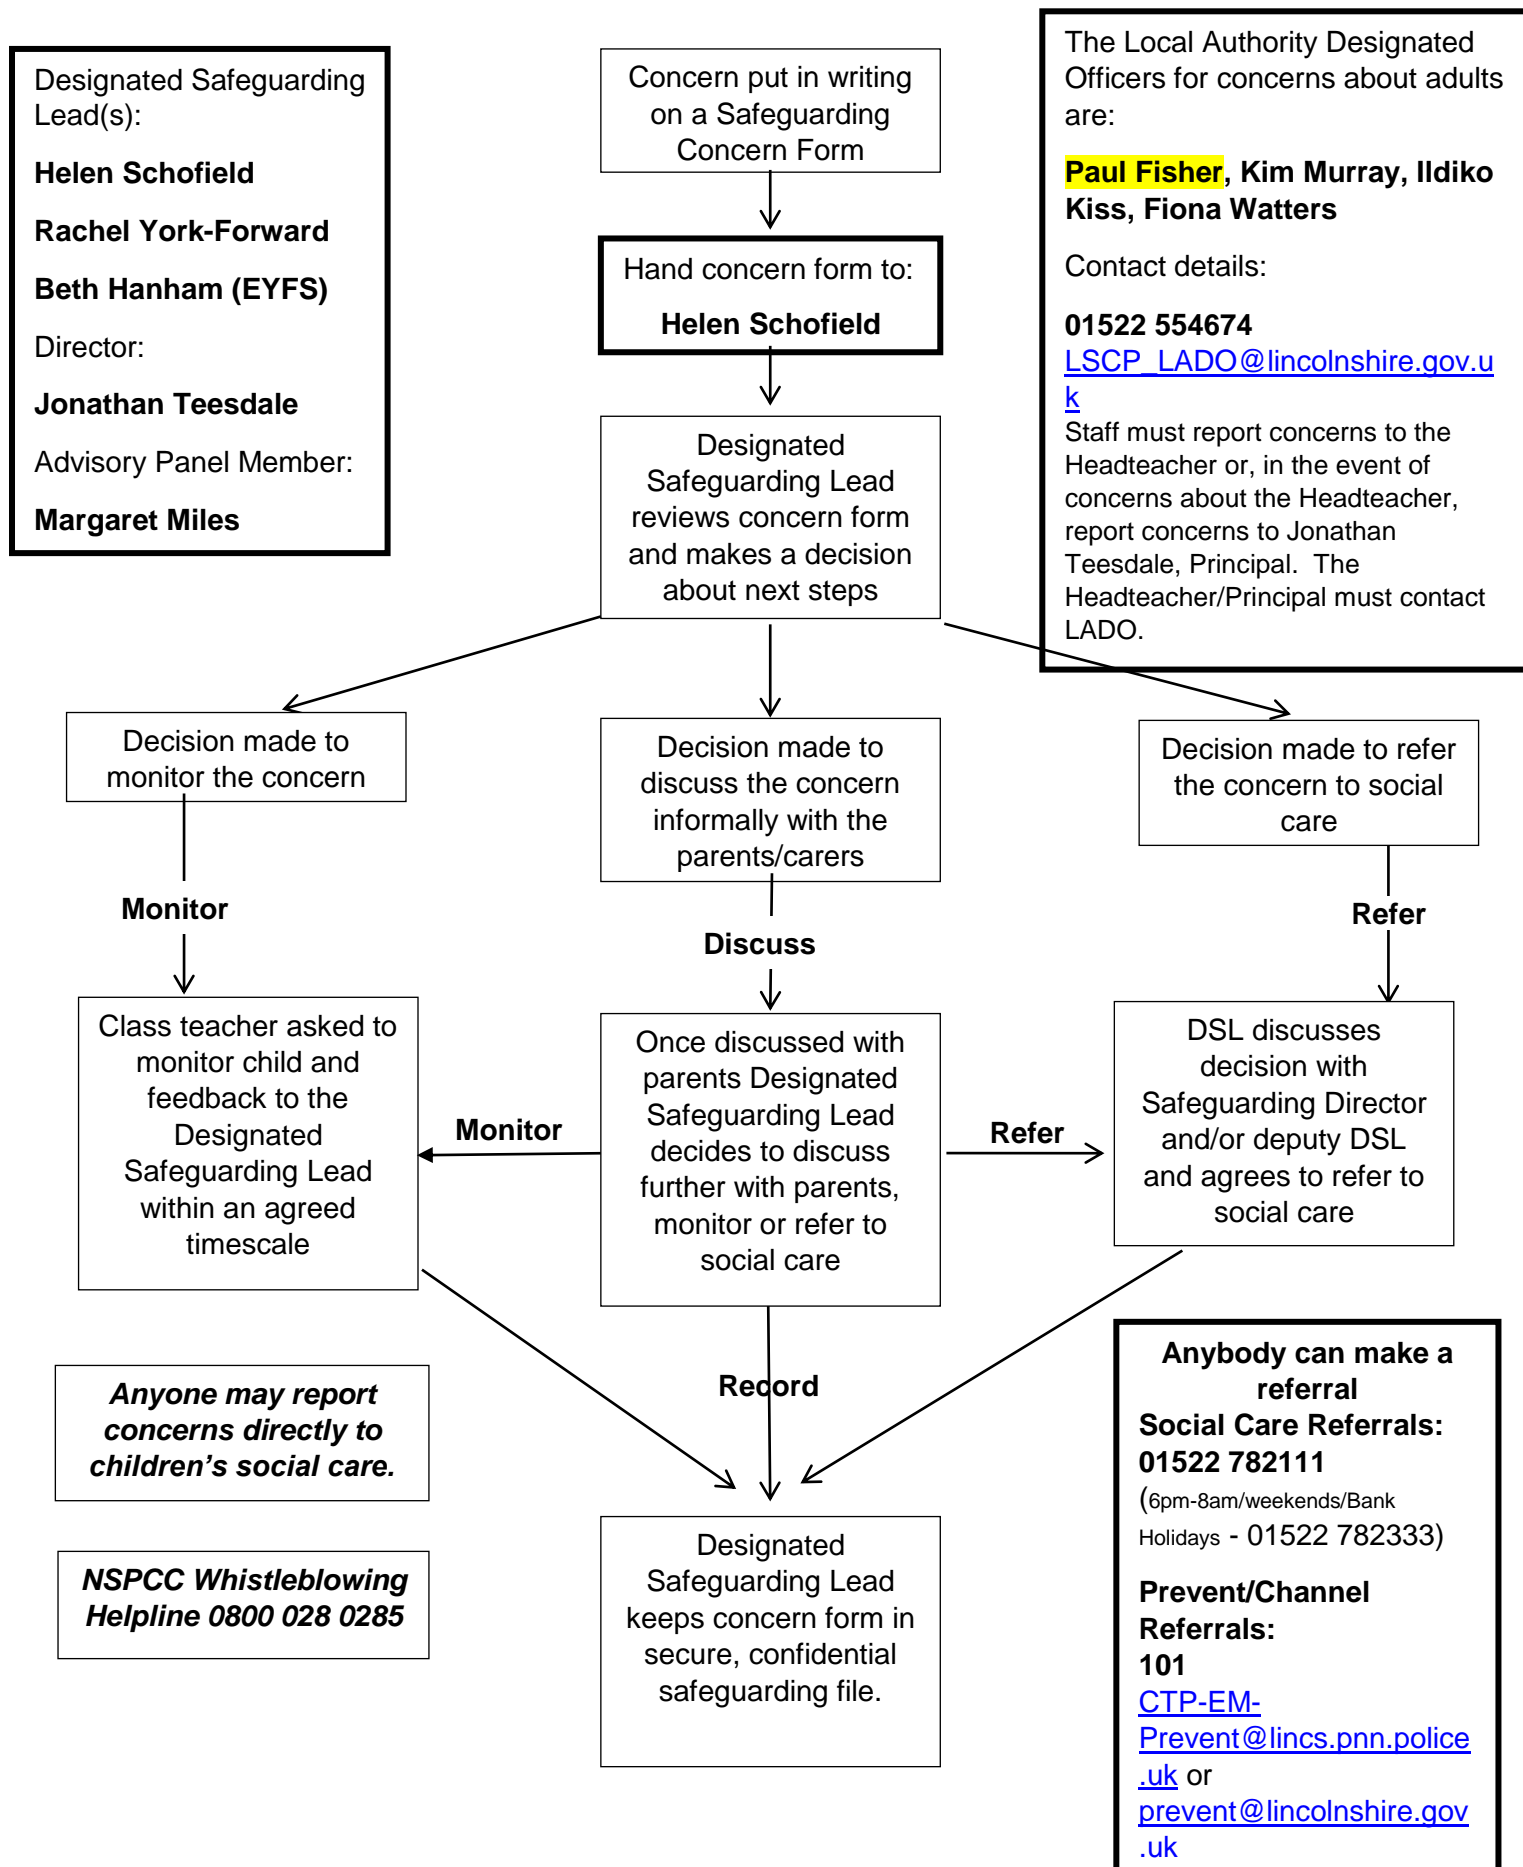 Designated Safeguarding
Lead(s):
Helen Schofield
Rachel York-Forward
Beth Hanham (EYFS)
Director:
Jonathan Teesdale
Advisory Panel Member:
Margaret Miles
Concern put in writing
on a Safeguarding
Concern Form
Hand concern form to:
Helen Schofield
Designated
Safeguarding Lead
reviews concern form
and makes a decision
about next steps
The Local Authority Designated
Officers for concerns about adults
are:
Paul Fisher, Kim Murray, Ildiko
Kiss, Fiona Watters
Contact details:
01522 554674
LSCP_LADO@lincolnshire.gov.u
k
Staff must report concerns to the
Headteacher or, in the event of
concerns about the Headteacher,
report concerns to Jonathan
Teesdale, Principal.  The
Headteacher/Principal must contact
LADO.
Decision made to
monitor the concern
Decision made to
discuss the concern
informally with the
parents/carers
Decision made to refer
the concern to social
care
Monitor
Discuss
Refer
Class teacher asked to
monitor child and
feedback to the
Designated
Safeguarding Lead
within an agreed
timescale
Monitor
Once discussed with
parents Designated
Safeguarding Lead
decides to discuss
further with parents,
monitor or refer to
social care
Refer
DSL discusses
decision with
Safeguarding Director
and/or deputy DSL
and agrees to refer to
social care
Record
Anyone may report
concerns directly to
children’s social care.
NSPCC Whistleblowing
Helpline 0800 028 0285
Designated
Safeguarding Lead
keeps concern form in
secure, confidential
safeguarding file.
Anybody can make a
referral
Social Care Referrals:
01522 782111
(6pm-8am/weekends/Bank
Holidays - 01522 782333)
Prevent/Channel
Referrals:
101
CTP-EM-
Prevent@lincs.pnn.police
.uk or
prevent@lincolnshire.gov
.uk